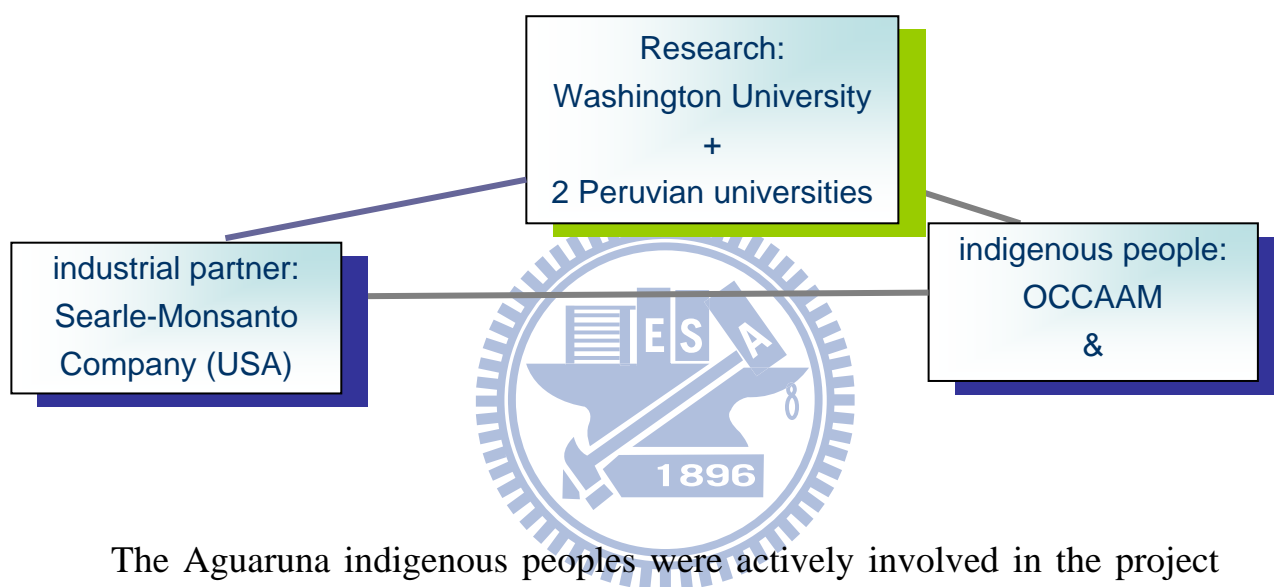 Research:
Washington University
+
2 Peruvian universities
industrial partner:
Searle-Monsanto
Company (USA)
indigenous people:
OCCAAM
&
E S A
8
1896
The Aguaruna indigenous peoples were actively involved in the project